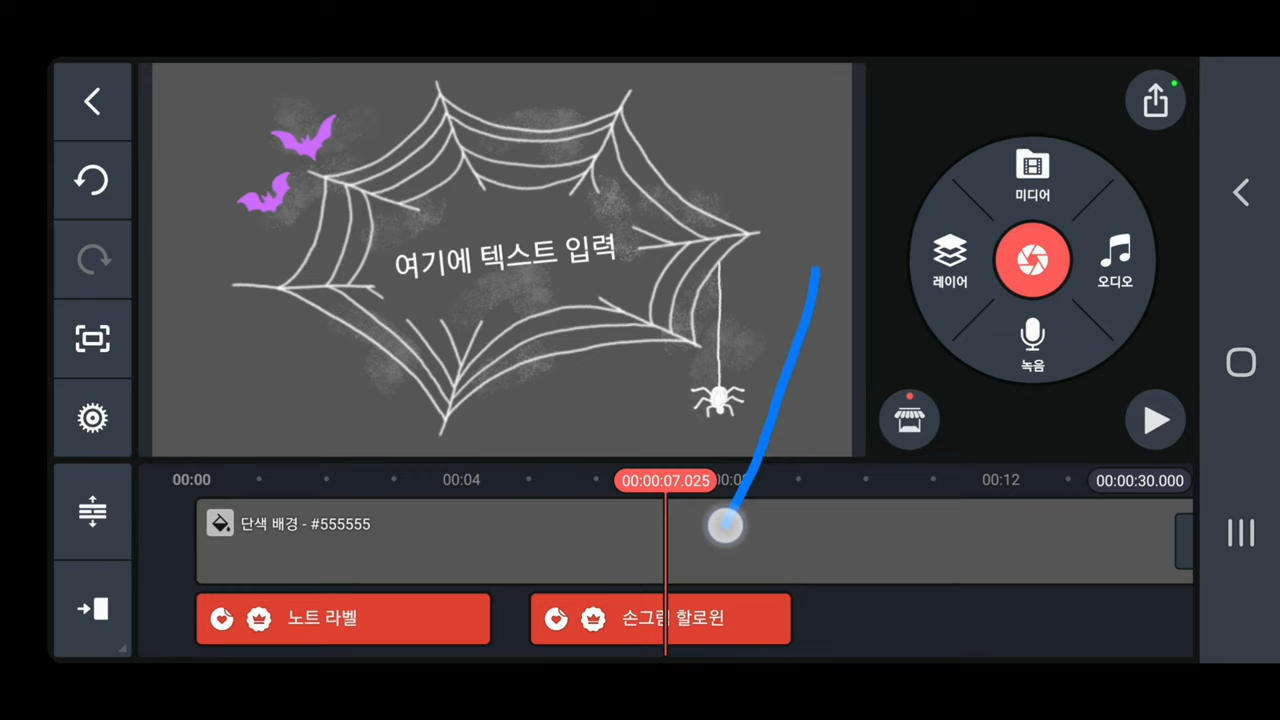 여기에 텍스트 입력
미디어
레이어
오디오
녹음
00:00
00:04
00:00:07.025
00:12
00:00:30.000
단색 배경 - #555555
노트 라벨
손그림 할로윈